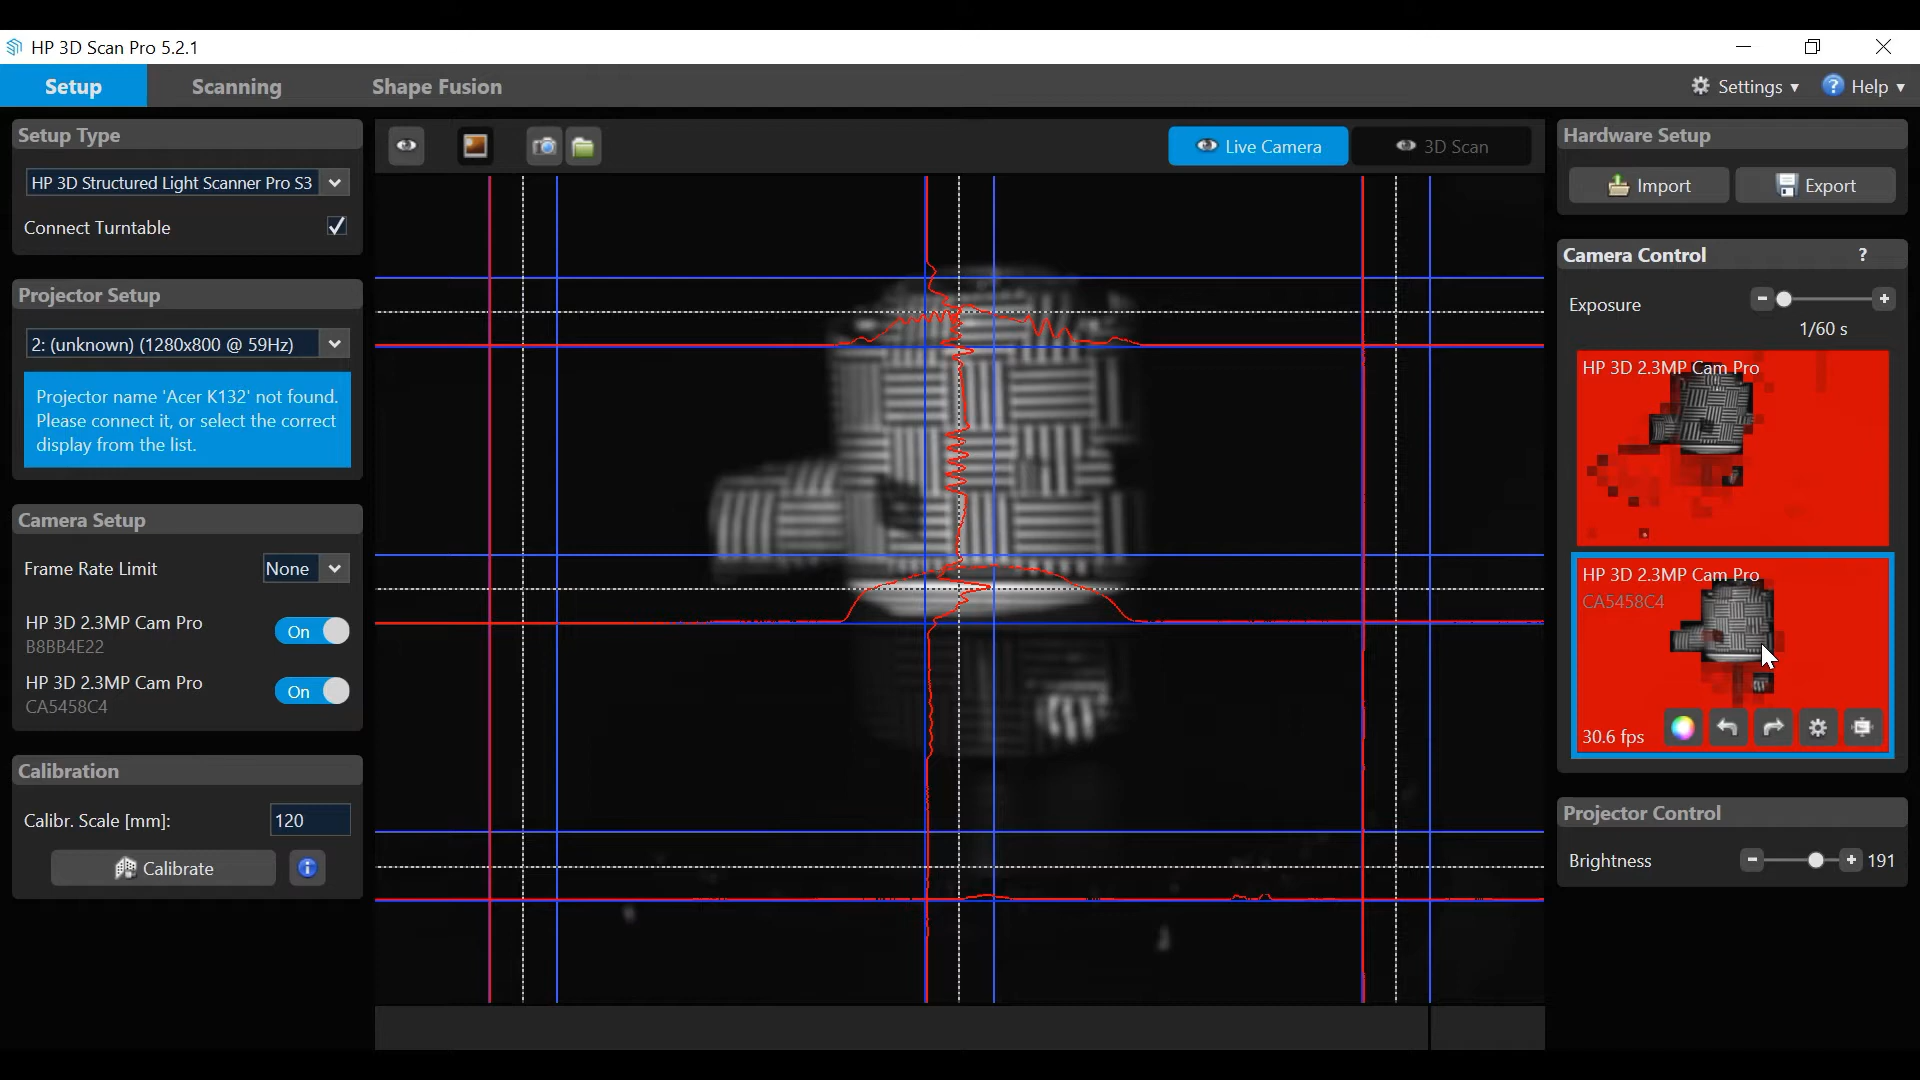 HP 3D Scan Pro 5.2.1
Setup
Scanning
Shape Fusion
Settings
? Help
Setup Type
HP 3D Structured Light Scanner Pro S3
Connect Turntable
Projector Setup
2: (unknown) (1280x800 @ 59Hz)
Projector name 'Acer K132' not found.
Please connect it, or select the correct
display from the list.
Camera Setup
Frame Rate Limit
None
HP 3D 2.3MP Cam Pro
B8BB4E22
On
HP 3D 2.3MP Cam Pro
CA5458C4
On
Calibration
Calibr. Scale [mm]:
120
Calibrate
i
Live Camera
3D Scan
Hardware Setup
Import
Export
Camera Control
?
Exposure
- +
1/60 s
HP 3D 2.3MP Cam Pro
HP 3D 2.3MP Cam Pro
CA5458C4
30.6 fps
Projector Control
Brightness
- + 191